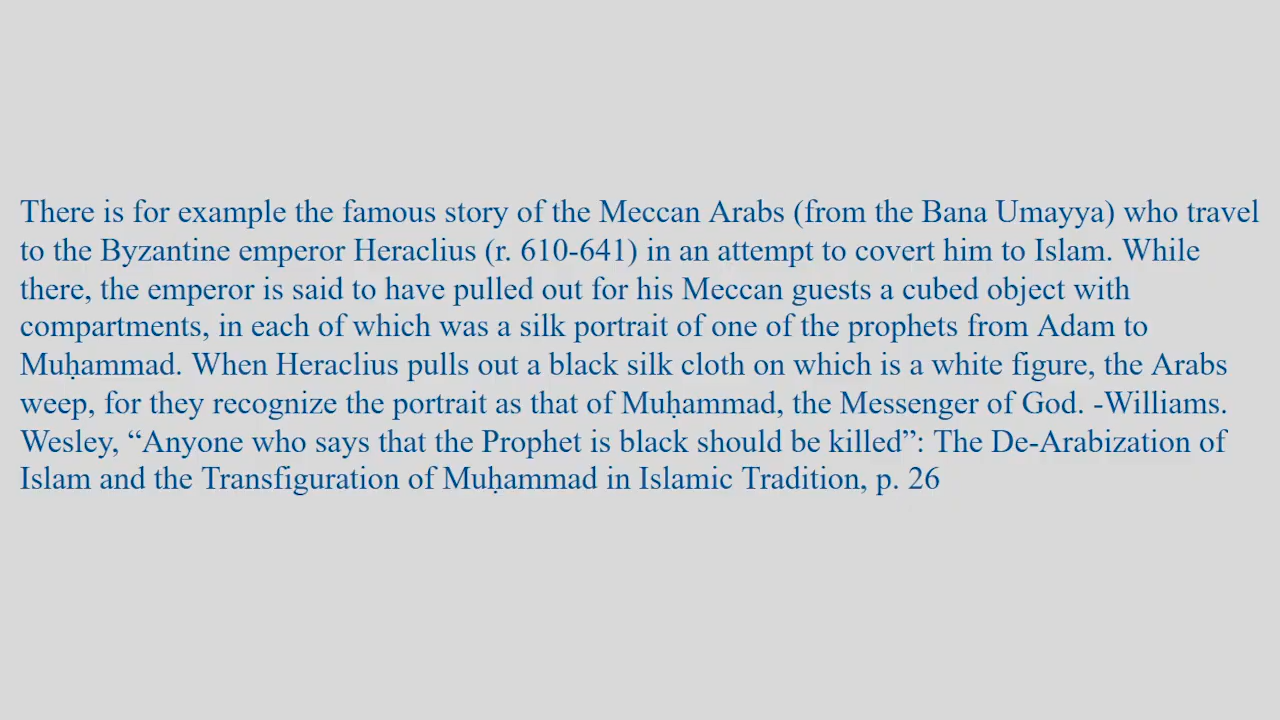 There is for example the famous story of the Meccan Arabs (from the Bana Umayya) who travel
to the Byzantine emperor Heraclius (r. 610-641) in an attempt to covert him to Islam. While
there, the emperor is said to have pulled out for his Meccan guests a cubed object with
compartments, in each of which was a silk portrait of one of the prophets from Adam to
Muḥammad. When Heraclius pulls out a black silk cloth on which is a white figure, the Arabs
weep, for they recognize the portrait as that of Muḥammad, the Messenger of God. -Williams.
Wesley, “Anyone who says that the Prophet is black should be killed”: The De-Arabization of
Islam and the Transfiguration of Muḥammad in Islamic Tradition, p. 26